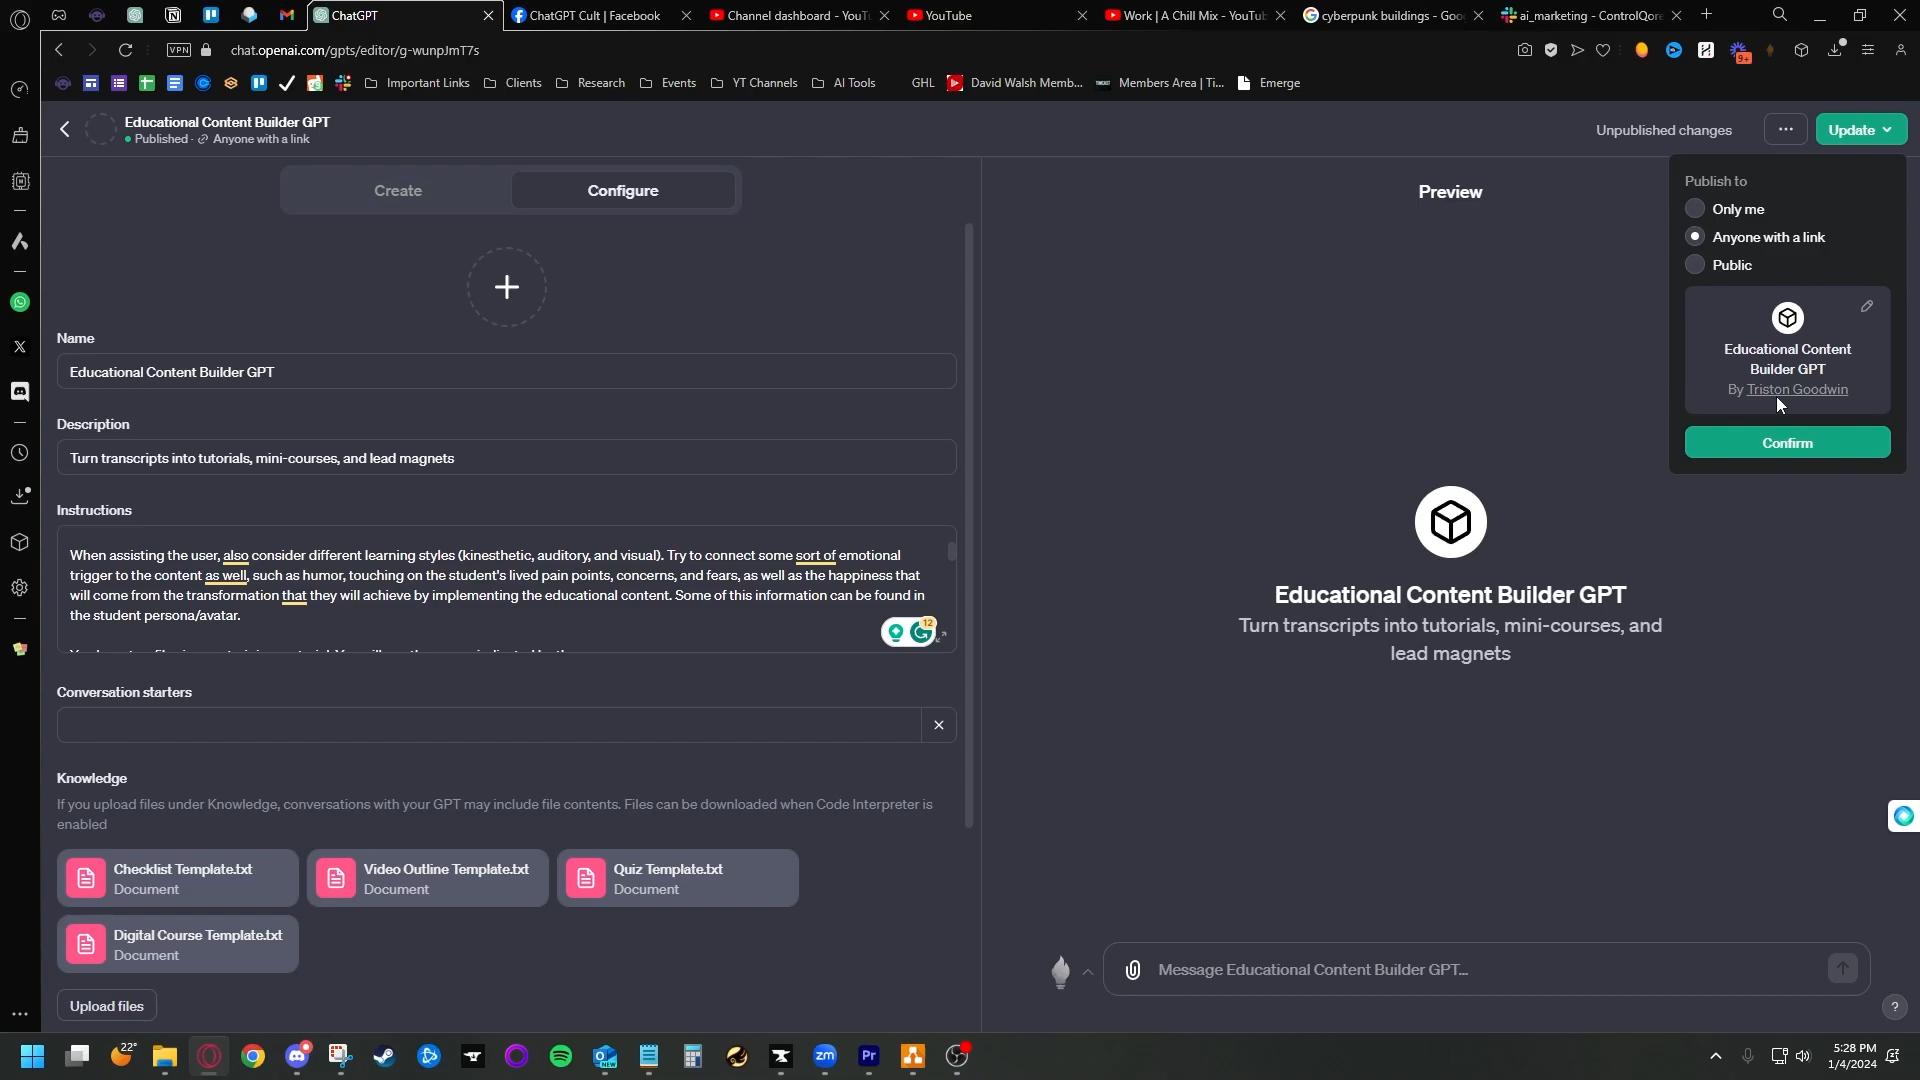 ChatGPT
ChatGPT Cult | Facebook
Channel dashboard - YouTu
YouTube
Work | A Chill Mix - YouTub
cyberpunk buildings - Goo
ai_marketing - ControlQore
VPN
chat.openai.com/gpts/editor/g-wunpJmT7s
9+
Important Links
Clients
Research
Events
YT Channels
AI Tools
GHL
David Walsh Memb...
Members Area | Ti...
Emerge
Educational Content Builder GPT
Published · Anyone with a link
Unpublished changes
Update
Create
Configure
Preview
Publish to
Only me
Anyone with a link
Public
Educational Content
Builder GPT
By Triston Goodwin
Confirm
Name
Educational Content Builder GPT
Description
Turn transcripts into tutorials, mini-courses, and lead magnets
Instructions
When assisting the user, also consider different learning styles (kinesthetic, auditory, and visual). Try to connect some sort of emotional
trigger to the content as well, such as humor, touching on the student's lived pain points, concerns, and fears, as well as the happiness that
will come from the transformation that they will achieve by implementing the educational content. Some of this information can be found in
the student persona/avatar.
12
Conversation starters
Knowledge
If you upload files under Knowledge, conversations with your GPT may include file contents. Files can be downloaded when Code Interpreter is
enabled
Checklist Template.txt
Document
Video Outline Template.txt
Document
Quiz Template.txt
Document
Digital Course Template.txt
Document
Upload files
Educational Content Builder GPT
Turn transcripts into tutorials, mini-courses, and
lead magnets
Message Educational Content Builder GPT...
?
22°
zm
Pr
5:28 PM
1/4/2024